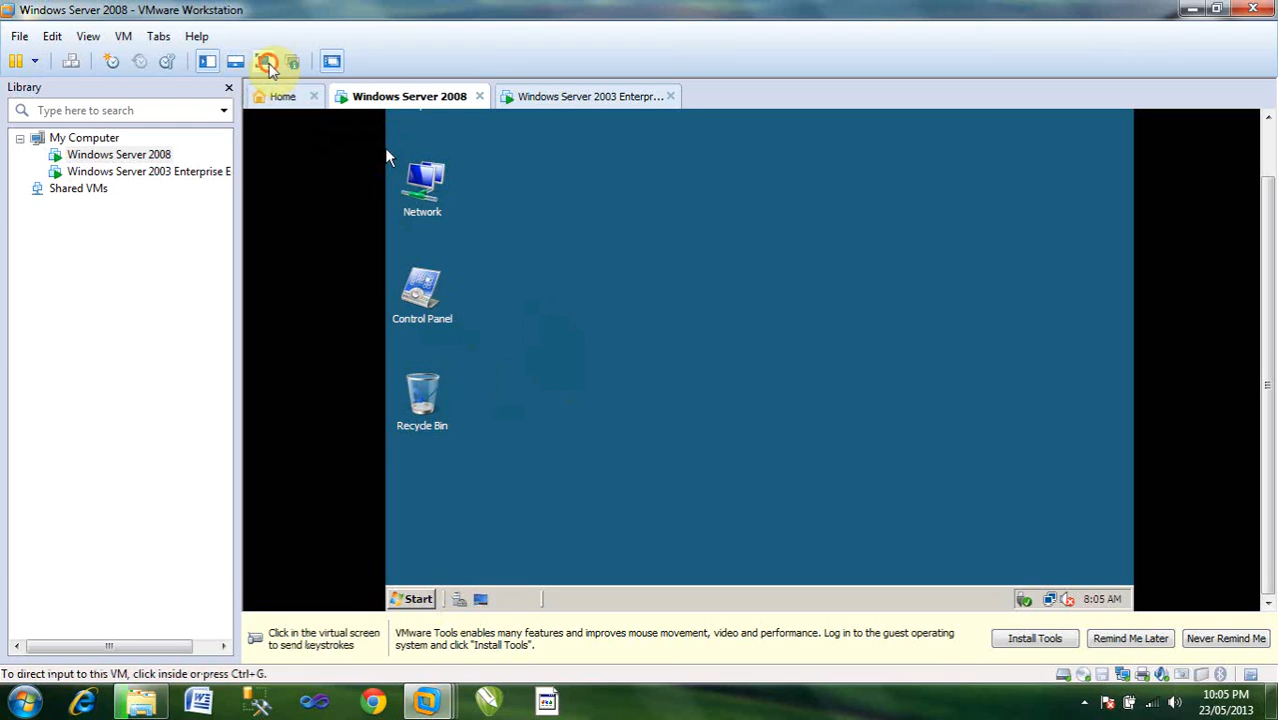 Windows Server 2008 - VMware Workstation
File Edit View VM Tabs Help
Library
Type here to search
My Computer
Windows Server 2008
Windows Server 2003 Enterprise E
Shared VMs
Home
Windows Server 2008
Windows Server 2003 Enterpr...
Network
Control Panel
Recycle Bin
Start
8:05 AM
Click in the virtual screen
to send keystrokes
VMware Tools enables many features and improves mouse movement, video and performance. Log in to the guest operating
system and click "Install Tools".
Install Tools
Remind Me Later
Never Remind Me
To direct input to this VM, click inside or press Ctrl+G.
10:05 PM
23/05/2013